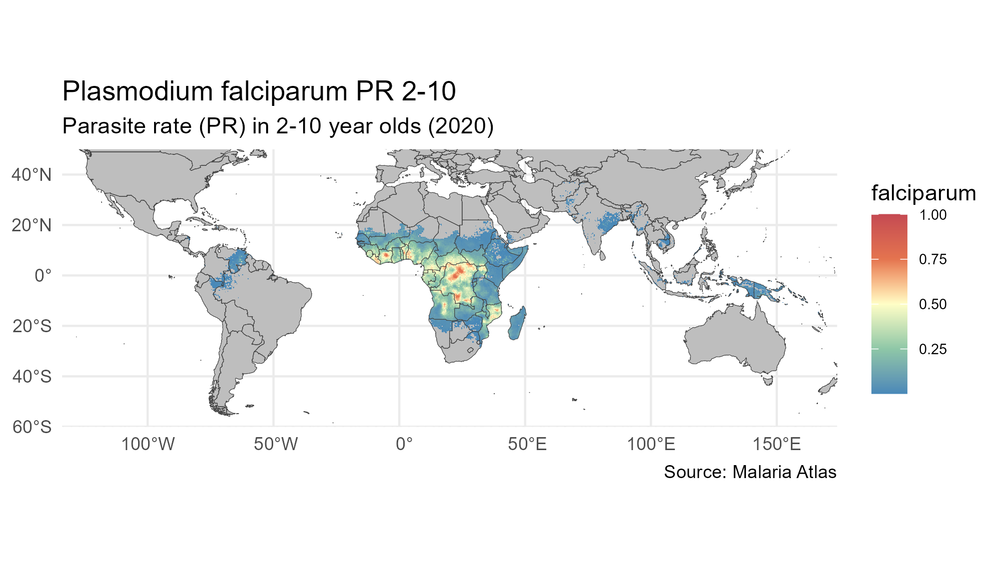 Plasmodium falciparum PR 2-10
Parasite rate (PR) in 2-10 year olds (2020)
40°N
20°N
0°
20°S
40°S
60°S
100°W
50°W
0°
50°E
100°E
150°E
falciparum
1.00
0.75
0.50
0.25
Source: Malaria Atlas